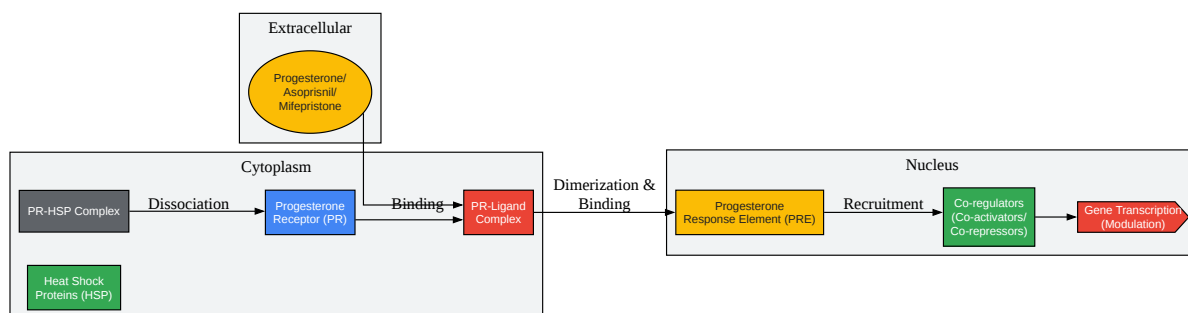 Extracellular
Progesterone/
Asoprisnil/
Mifepristone
Cytoplasm
PR-HSP Complex
Dissociation
Progesterone
Receptor (PR)
Binding
PR-Ligand
Complex
Heat Shock
Proteins (HSP)
Dimerization &
Binding
Nucleus
Progesterone
Response Element (PRE)
Recruitment
Co-regulators
(Co-activators/
Co-repressors)
Gene Transcription
(Modulation)